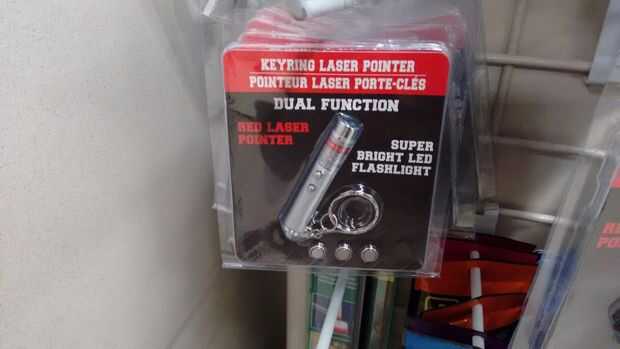 KEYRING LASER POINTER
POINTEUR LASER PORTE-CLÉS
DUAL FUNCTION
RED LASER
POINTER
SUPER
BRIGHT LED
FLASHLIGHT